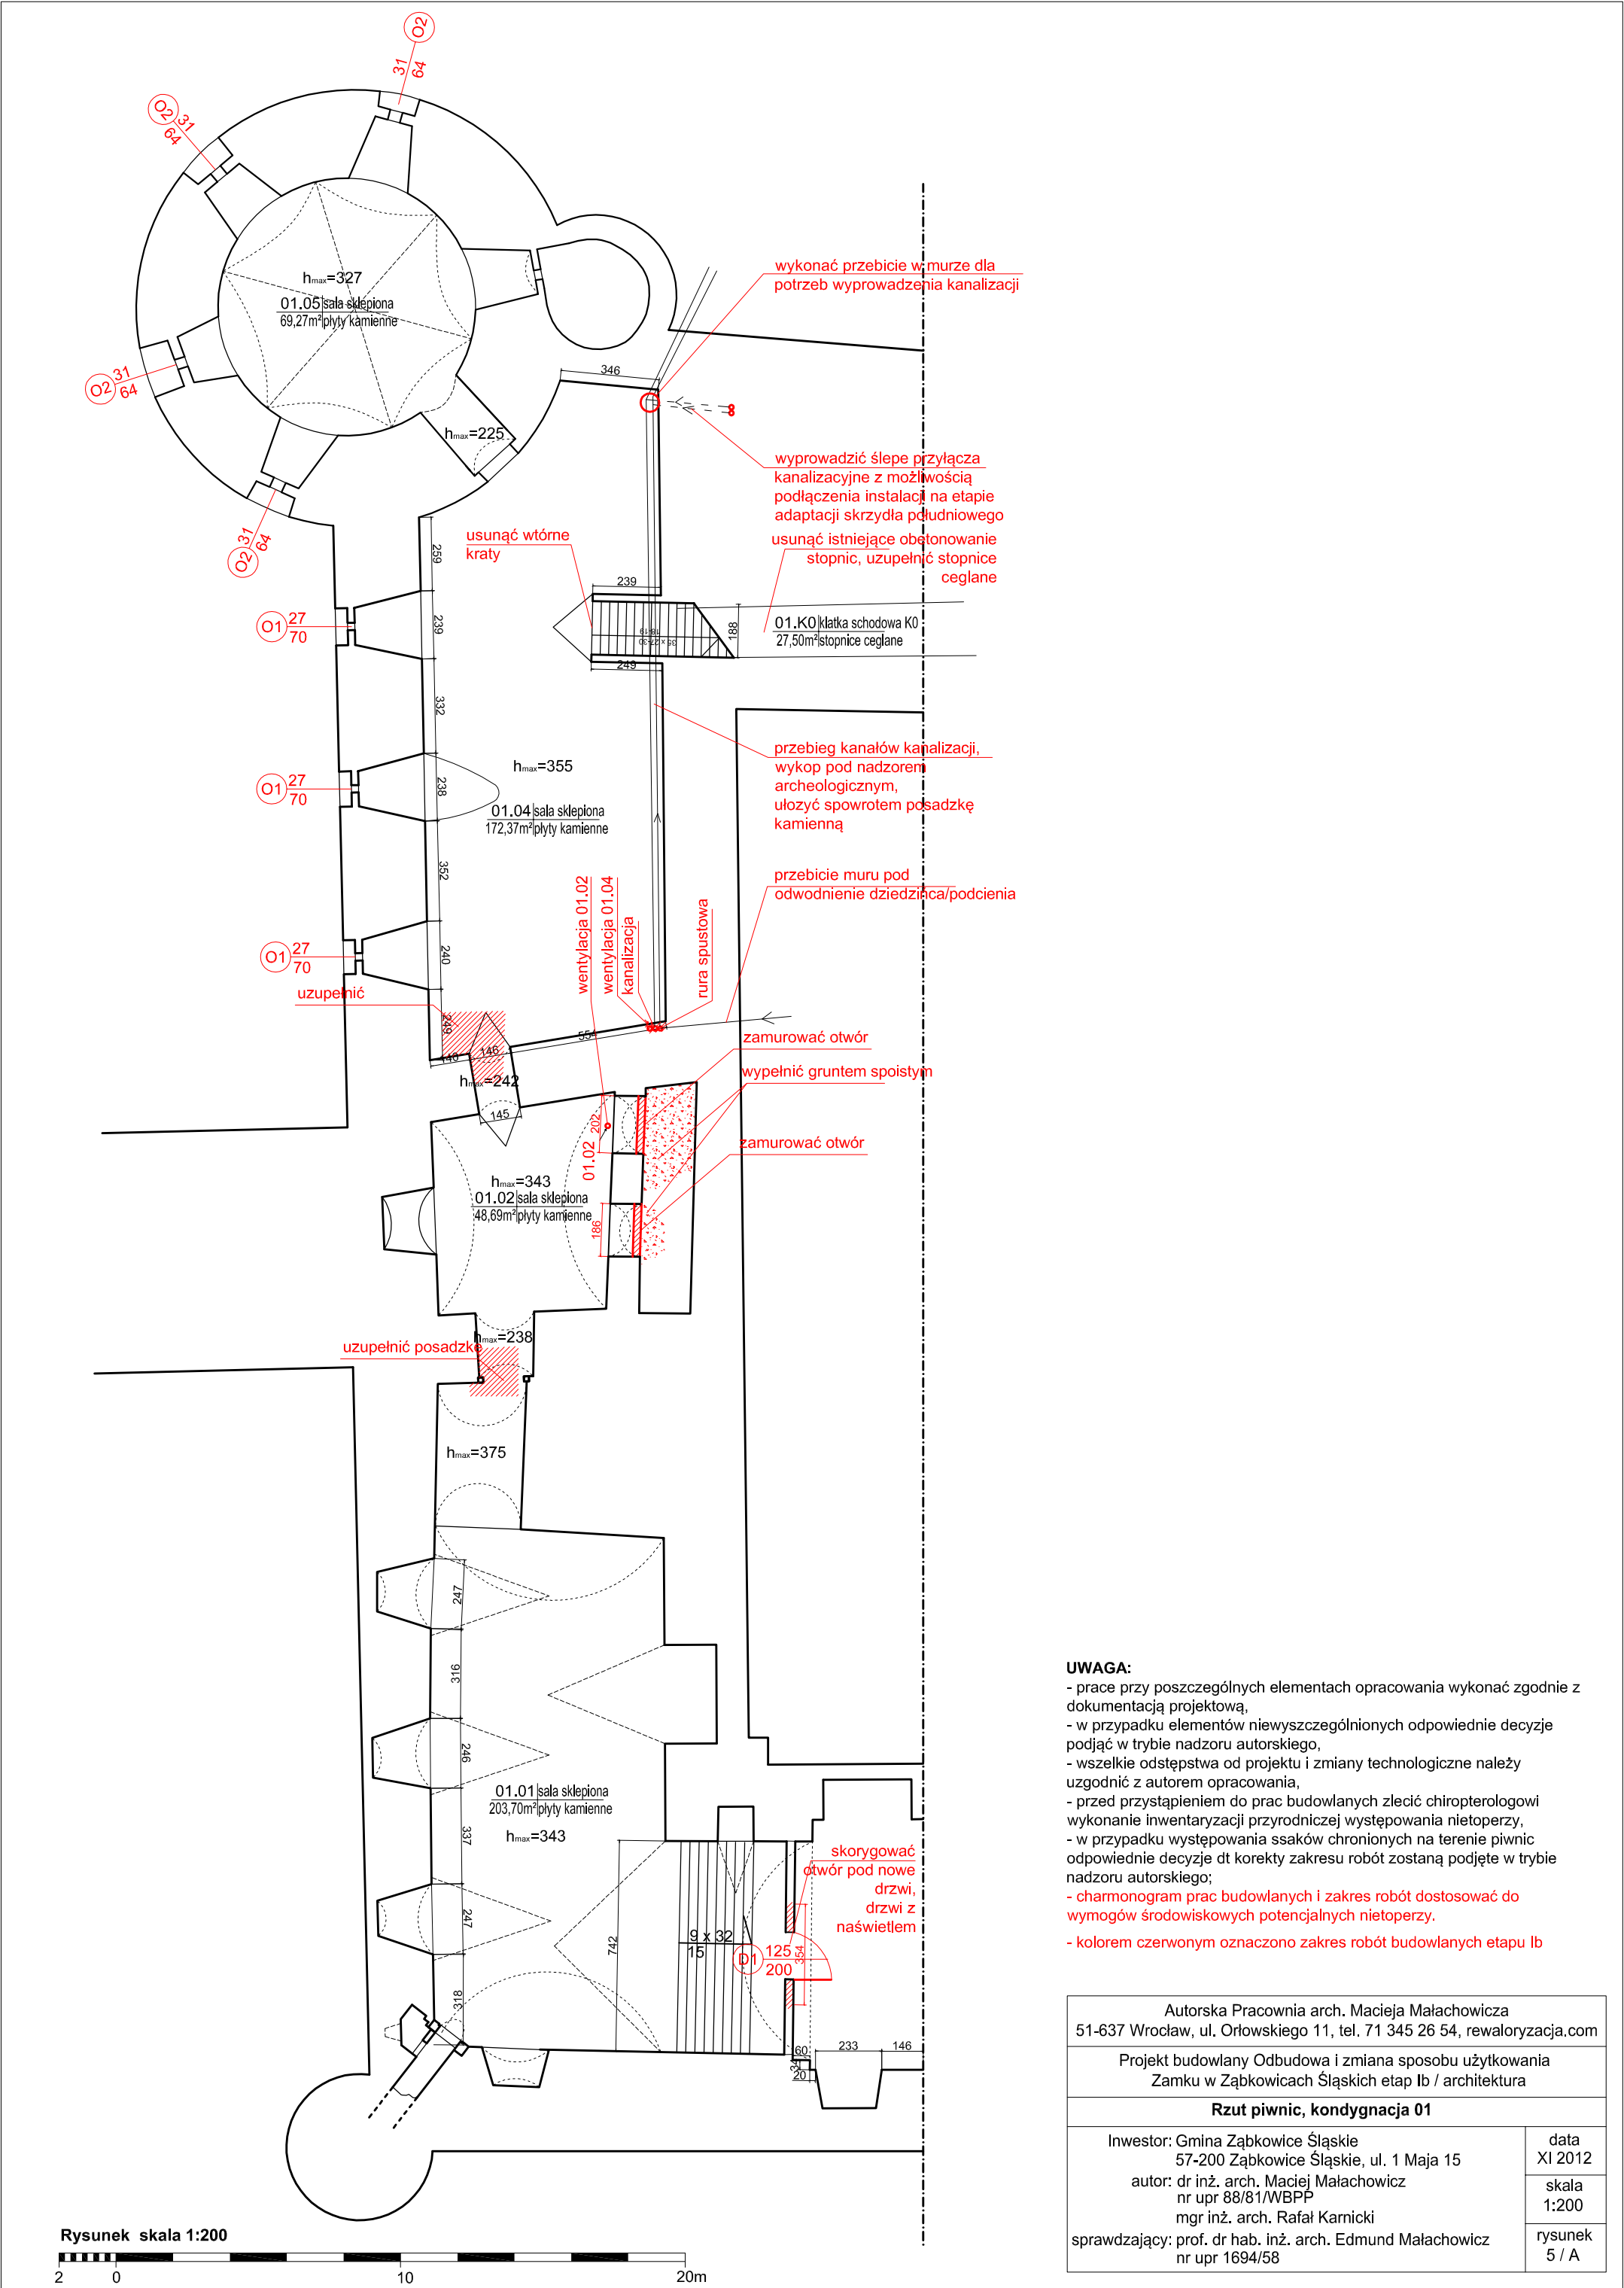 O2
31
64
O2
31
64
hmax=327
01.05 sala sklepiona
69,27m² płyty kamienne
wykonać przebicie w murze dla
potrzeb wyprowadzenia kanalizacji
O2
31
64
346
hmax=225
wyprowadzić ślepe przyłącza
kanalizacyjne z możliwością
podłączenia instalacji na etapie
adaptacji skrzydła południowego
O2
31
64
usunąć wtórne
kraty
usunąć istniejące obetonowanie
stopnic, uzupełnić stopnice
ceglane
259
239
O1
27
70
239
35 x 27-30
18-19
188
01.K0 klatka schodowa K0
27,50m² stopnice ceglane
249
332
przebieg kanałów kanalizacji,
wykop pod nadzorem
archeologicznym,
ułożyć spowrotem posadzkę
kamienną
hmax=355
O1
27
70
238
01.04 sala sklepiona
172,37m² płyty kamienne
352
przebicie muru pod
odwodnienie dziedzińca/podcienia
wentylacja 01.02
wentylacja 01.04
kanalizacja
rura spustowa
O1
27
70
240
uzupełnić
249
554
146
zamurować otwór
hmax=242
wypełnić gruntem spoistym
145
202
01.02
zamurować otwór
hmax=343
01.02 sala sklepiona
48,69m² płyty kamienne
186
hmax=238
uzupełnić posadzkę
hmax=375
247
316
246
01.01 sala sklepiona
203,70m² płyty kamienne
hmax=343
337
247
742
318
9 x 32
15
skorygować
otwór pod nowe
drzwi,
drzwi z
naświetlem
D1
125
200
354
60
34
20
233
146
UWAGA:
- prace przy poszczególnych elementach opracowania wykonać zgodnie z
dokumentacją projektową,
- w przypadku elementów niewyszczególnionych odpowiednie decyzje
podjąć w trybie nadzoru autorskiego,
- wszelkie odstępstwa od projektu i zmiany technologiczne należy
uzgodnić z autorem opracowania,
- przed przystąpieniem do prac budowlanych zlecić chiropterologowi
wykonanie inwentaryzacji przyrodniczej występowania nietoperzy,
- w przypadku występowania ssaków chronionych na terenie piwnic
odpowiednie decyzje dt korekty zakresu robót zostaną podjęte w trybie
nadzoru autorskiego;
- charmonogram prac budowlanych i zakres robót dostosować do
wymogów środowiskowych potencjalnych nietoperzy.
- kolorem czerwonym oznaczono zakres robót budowlanych etapu Ib
Autorska Pracownia arch. Macieja Małachowicza
51-637 Wrocław, ul. Orłowskiego 11, tel. 71 345 26 54, rewaloryzacja.com
Projekt budowlany Odbudowa i zmiana sposobu użytkowania
Zamku w Ząbkowicach Śląskich etap Ib / architektura
Rzut piwnic, kondygnacja 01
Inwestor: Gmina Ząbkowice Śląskie
57-200 Ząbkowice Śląskie, ul. 1 Maja 15
autor: dr inż. arch. Maciej Małachowicz
nr upr 88/81/WBPP
mgr inż. arch. Rafał Karnicki
sprawdzający: prof. dr hab. inż. arch. Edmund Małachowicz
nr upr 1694/58
data
XI 2012
skala
1:200
rysunek
5 / A
Rysunek skala 1:200
2 0 10 20m